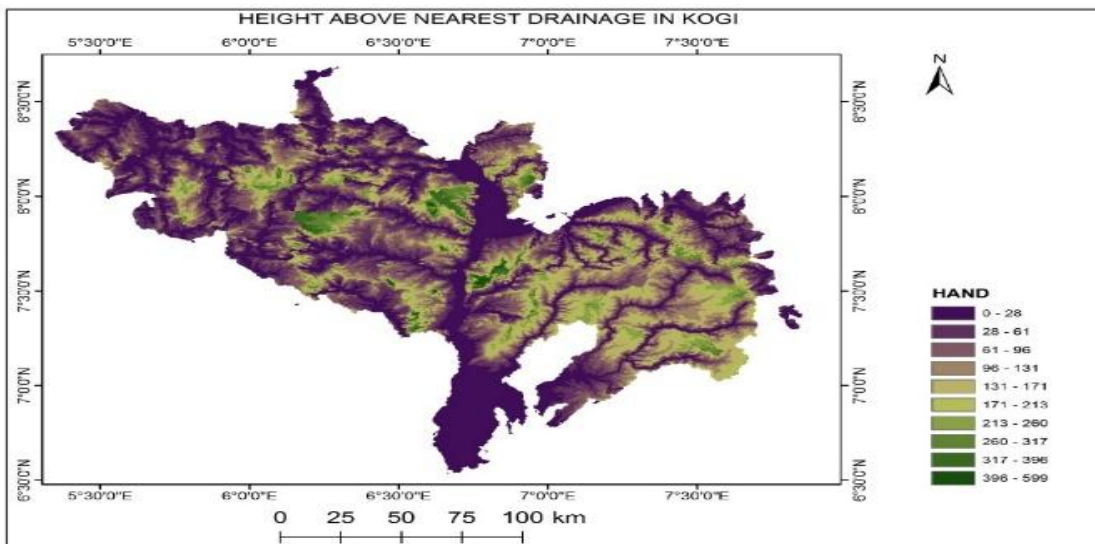 HEIGHT ABOVE NEAREST DRAINAGE IN KOGI
5°30'0"E 6°0'0"E 6°30'0"E 7°0'0"E 7°30'0"E
N
8°30'0"N 8°30'0"N
8°0'0"N 8°0'0"N
7°30'0"N 7°30'0"N
7°0'0"N 7°0'0"N
6°30'0"N 6°30'0"N
HAND
0 - 28
28 - 61
61 - 96
96 - 131
131 - 171
171 - 213
213 - 260
260 - 317
317 - 396
396 - 599
5°30'0"E 6°0'0"E 6°30'0"E 7°0'0"E 7°30'0"E
0 25 50 75 100 km